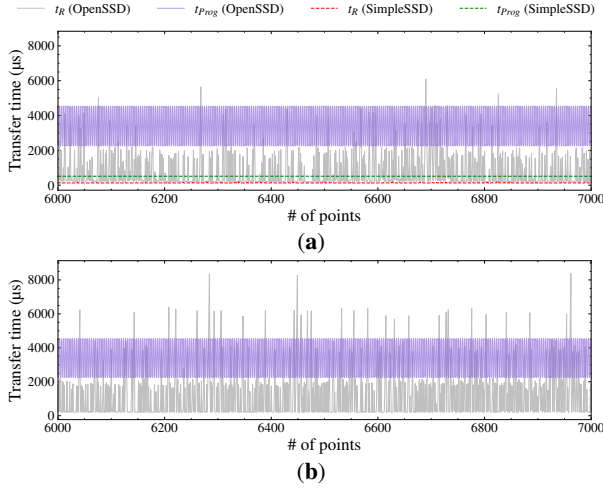 t_R (OpenSSD) t_Prog (OpenSSD) t_R (SimpleSSD) t_Prog (SimpleSSD)
Transfer time (μs)
8000
6000
4000
2000
0
6000 6200 6400 6600 6800 7000
# of points
(a)
Transfer time (μs)
8000
6000
4000
2000
0
6000 6200 6400 6600 6800 7000
# of points
(b)